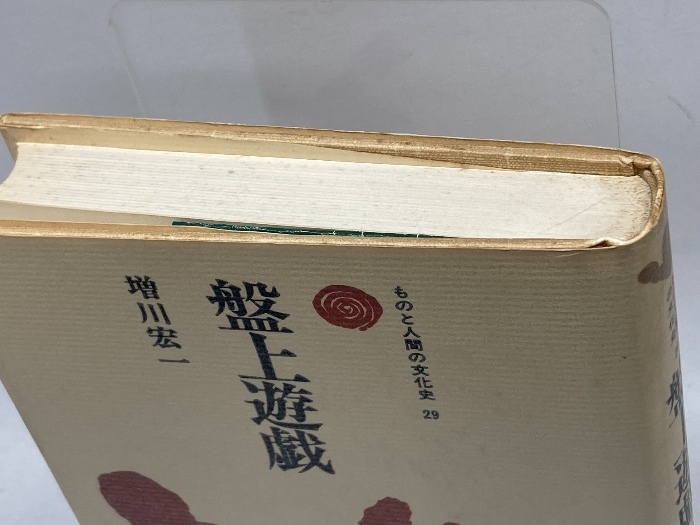 ものと人間の文化史 29
盤上遊戯
増川宏一